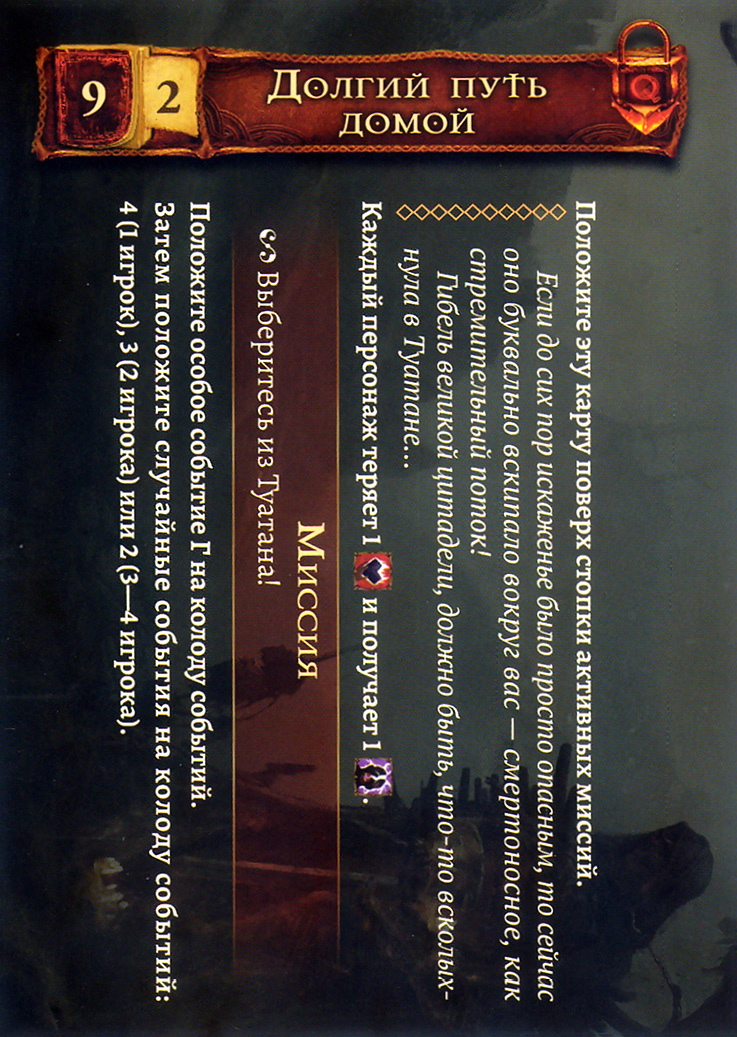 9
2
Долгий путь
домой
Q
Положите эту карту поверх стопки активных миссий.
Если до сих пор искаженье было просто опасным, то сейчас
оно буквально вскипало вокруг вас — смертоносное, как
стремительный поток!
Гибель великой цитадели, должно быть, что-то всколых-
нула в Туатане...
Каждый персонаж теряет 1 и получает 1 .
Миссия
Выберитесь из Туатана!
Положите особое событие Г на колоду событий.
Затем положите случайные события на колоду событий:
4 (1 игрок), 3 (2 игрока) или 2 (3—4 игрока).